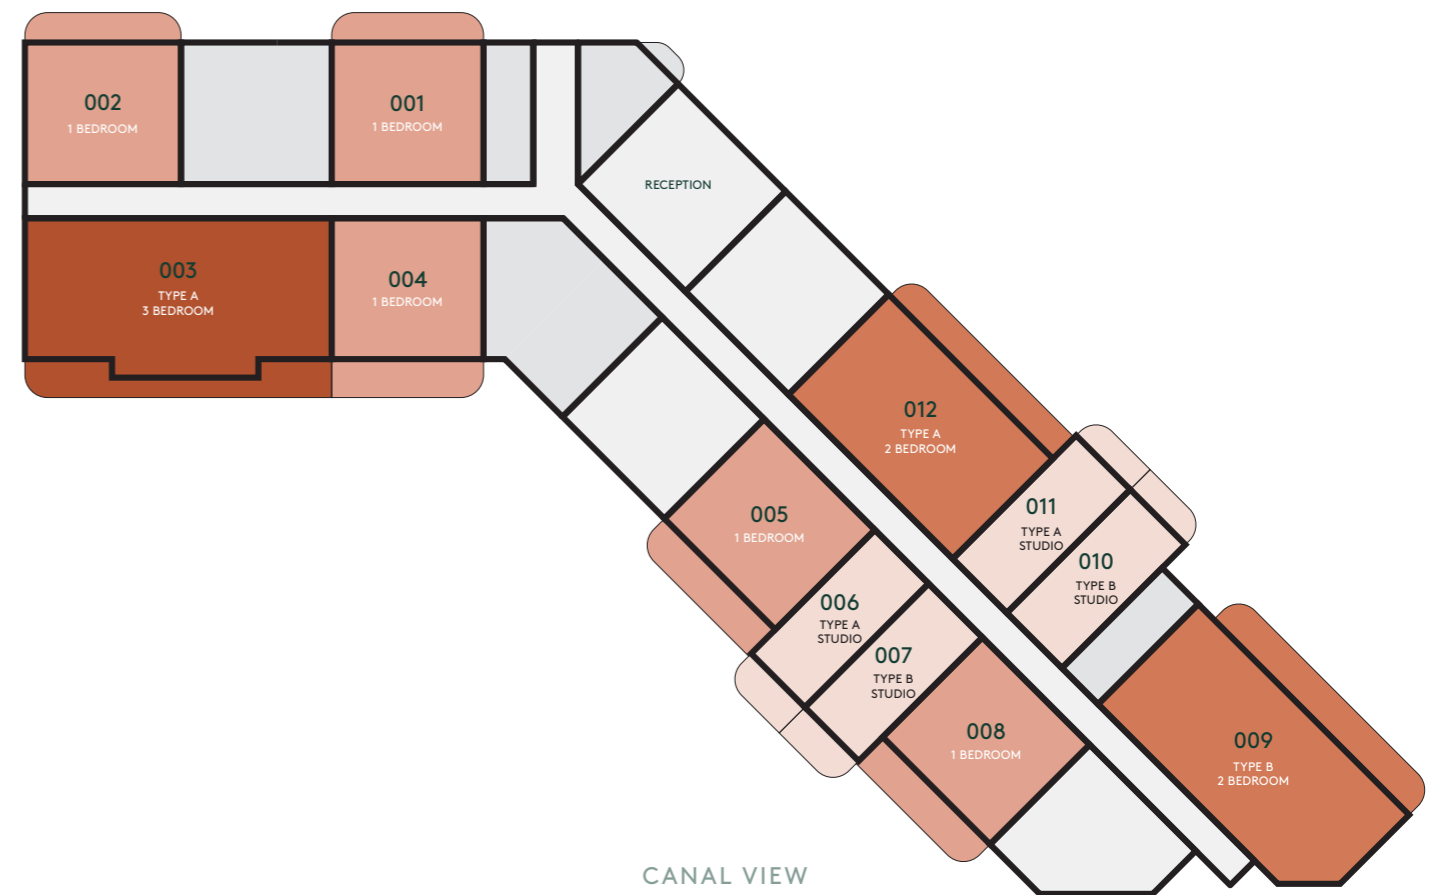 002
1 BEDROOM
001
1 BEDROOM
RECEPTION
003
TYPE A
3 BEDROOM
004
1 BEDROOM
012
TYPE A
2 BEDROOM
005
1 BEDROOM
011
TYPE A
STUDIO
010
TYPE B
STUDIO
006
TYPE A
STUDIO
007
TYPE B
STUDIO
008
1 BEDROOM
009
TYPE B
2 BEDROOM
CANAL VIEW